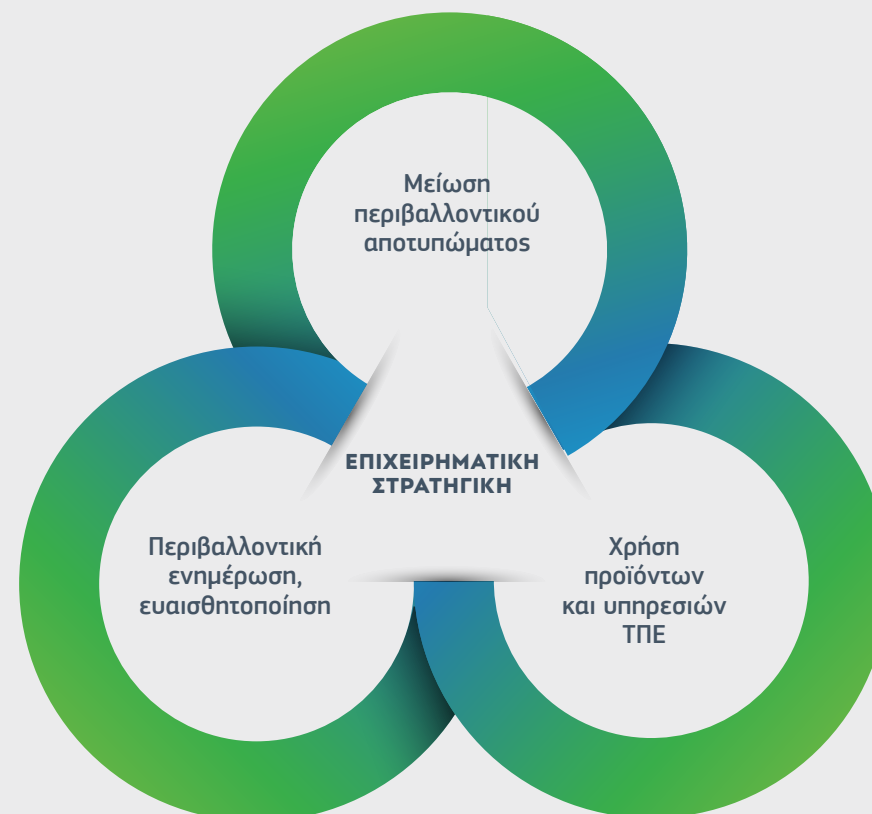 Μείωση
περιβαλλοντικού
αποτυπώματος
ΕΠΙΧΕΙΡΗΜΑΤΙΚΗ
ΣΤΡΑΤΗΓΙΚΗ
Περιβαλλοντική
ενημέρωση,
ευαισθητοποίηση
Χρήση
προϊόντων
και υπηρεσιών
ΤΠΕ